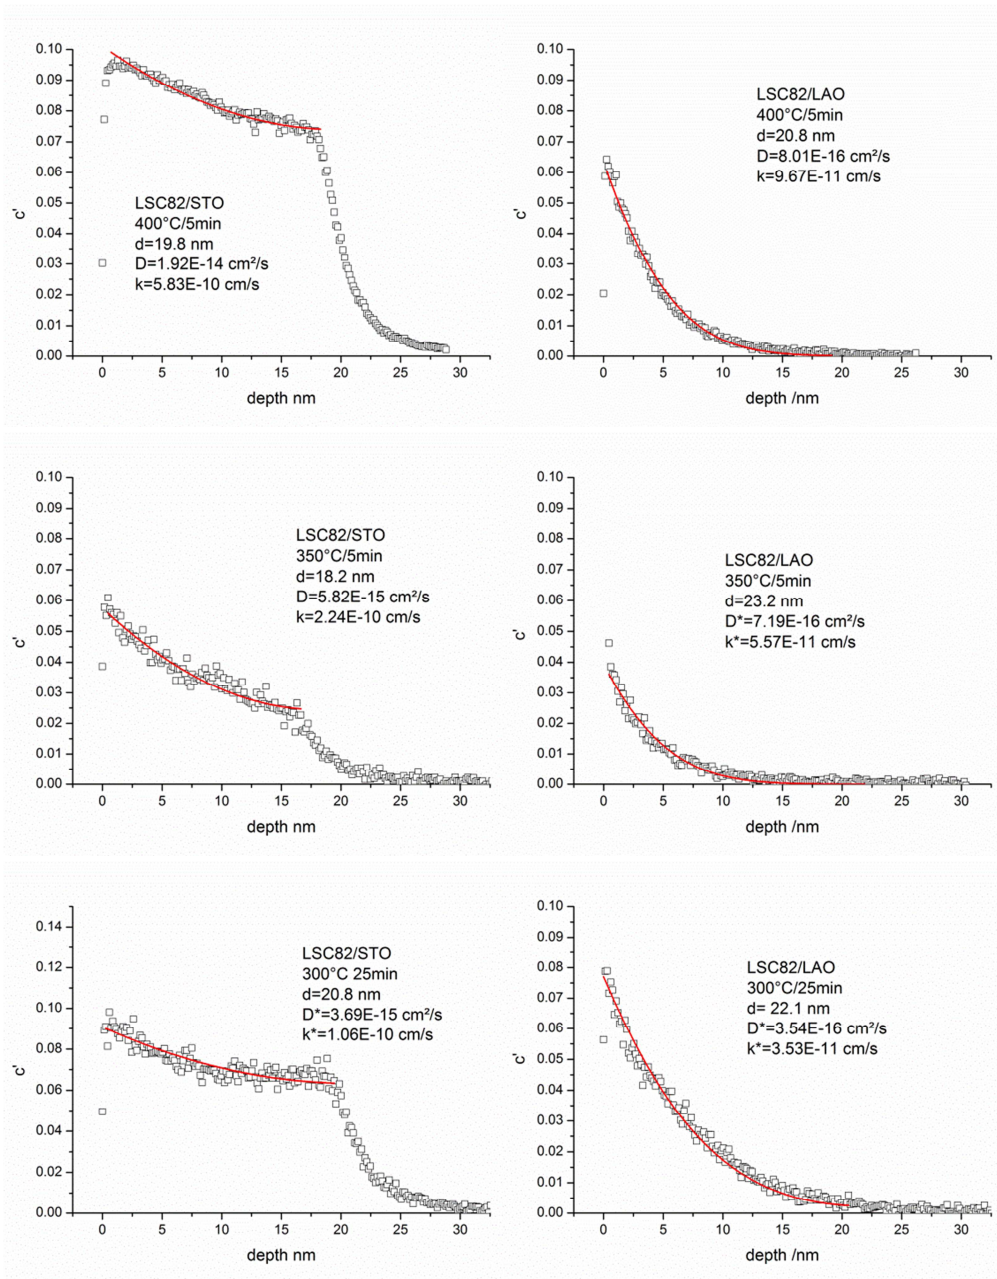 0.10
0.09
0.08
0.07
0.06
0.05
0.04
0.03
0.02
0.01
0.00
c'
LSC82/STO
400°C/5min
d=19.8 nm
D=1.92E-14 cm²/s
k=5.83E-10 cm/s
0 5 10 15 20 25 30
depth nm
0.10
0.09
0.08
0.07
0.06
0.05
0.04
0.03
0.02
0.01
0.00
c'
LSC82/LAO
400°C/5min
d=20.8 nm
D=8.01E-16 cm²/s
k=9.67E-11 cm/s
0 5 10 15 20 25 30
depth /nm
0.10
0.09
0.08
0.07
0.06
0.05
0.04
0.03
0.02
0.01
0.00
c'
LSC82/STO
350°C/5min
d=18.2 nm
D=5.82E-15 cm²/s
k=2.24E-10 cm/s
0 5 10 15 20 25 30
depth nm
0.10
0.09
0.08
0.07
0.06
0.05
0.04
0.03
0.02
0.01
0.00
c'
LSC82/LAO
350°C/5min
d=23.2 nm
D*=7.19E-16 cm²/s
k*=5.57E-11 cm/s
0 5 10 15 20 25 30
depth /nm
0.14
0.12
0.10
0.08
0.06
0.04
0.02
0.00
c'
LSC82/STO
300°C 25min
d=20.8 nm
D*=3.69E-15 cm²/s
k*=1.06E-10 cm/s
0 5 10 15 20 25 30
depth nm
0.10
0.09
0.08
0.07
0.06
0.05
0.04
0.03
0.02
0.01
0.00
c'
LSC82/LAO
300°C/25min
d= 22.1 nm
D*=3.54E-16 cm²/s
k*=3.53E-11 cm/s
0 5 10 15 20 25 30
depth /nm